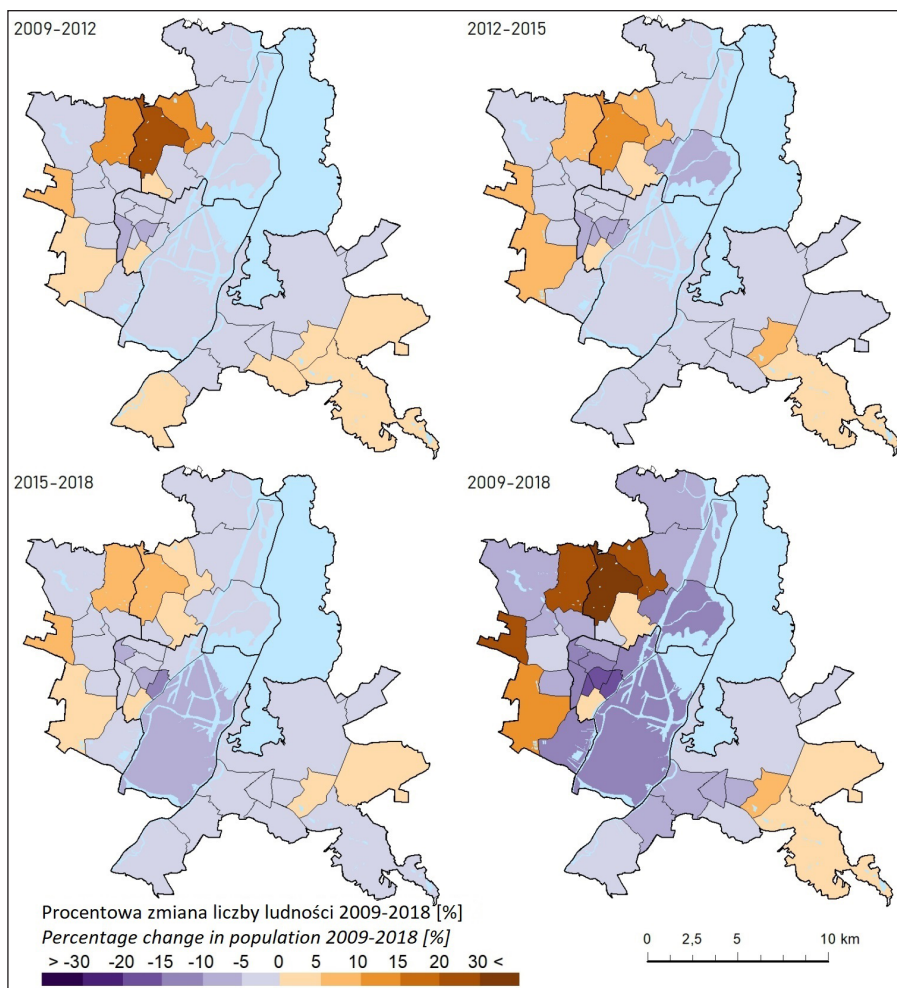 2009-2012
2012-2015
2015-2018
2009-2018
Procentowa zmiana liczby ludności 2009-2018 [%]
Percentage change in population 2009-2018 [%]
> -30 -20 -15 -10 -5 0 5 10 15 20 30 <
0 2,5 5 10 km